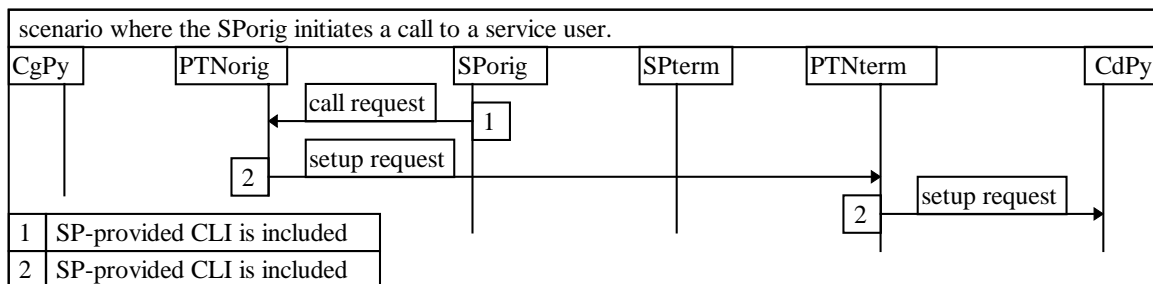 scenario where the SPorig initiates a call to a service user.
CgPy PTNorig SPorig SPterm PTNterm CdPy
call request
1
setup request
2
setup request
2
1 SP-provided CLI is included
2 SP-provided CLI is included